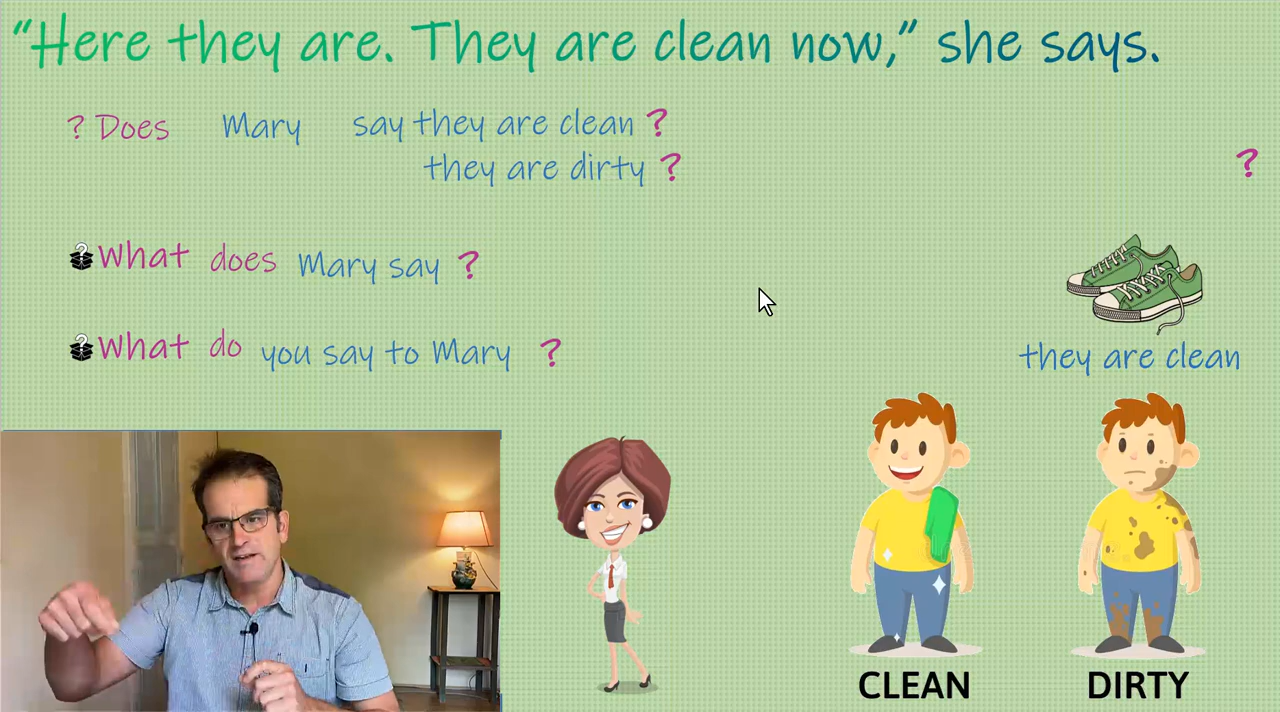 "Here they are. They are clean now," she says.
? Does Mary say they are clean ?
they are dirty ?
?
What does Mary say ?
What do you say to Mary ?
they are clean
CLEAN
DIRTY